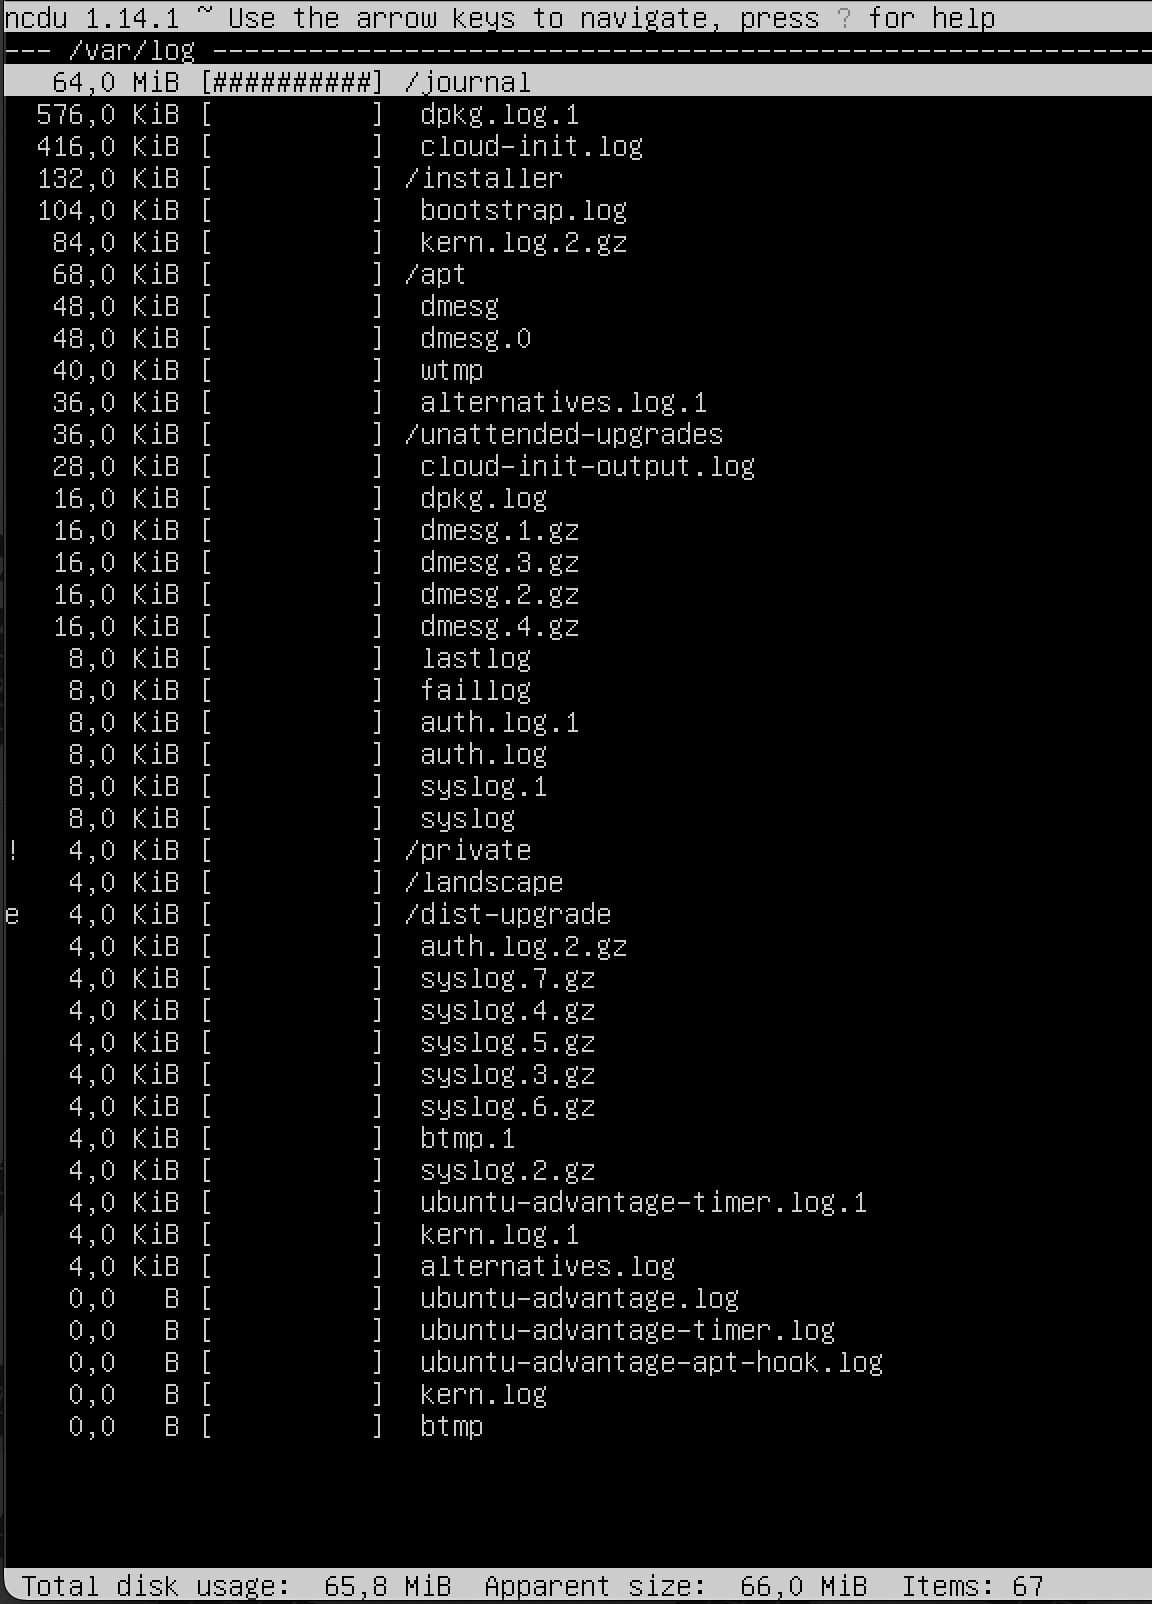 ncdu 1.14.1 ~ Use the arrow keys to navigate, press ? for help
--- /var/log -----------------------------------------------------------
64,0 MiB [##########] /journal
576,0 KiB [          ]  dpkg.log.1
416,0 KiB [          ]  cloud-init.log
132,0 KiB [          ] /installer
104,0 KiB [          ]  bootstrap.log
84,0 KiB [          ]  kern.log.2.gz
68,0 KiB [          ] /apt
48,0 KiB [          ]  dmesg
48,0 KiB [          ]  dmesg.0
40,0 KiB [          ]  wtmp
36,0 KiB [          ]  alternatives.log.1
36,0 KiB [          ] /unattended-upgrades
28,0 KiB [          ]  cloud-init-output.log
16,0 KiB [          ]  dpkg.log
16,0 KiB [          ]  dmesg.1.gz
16,0 KiB [          ]  dmesg.3.gz
16,0 KiB [          ]  dmesg.2.gz
16,0 KiB [          ]  dmesg.4.gz
8,0 KiB [          ]  lastlog
8,0 KiB [          ]  faillog
8,0 KiB [          ]  auth.log.1
8,0 KiB [          ]  auth.log
8,0 KiB [          ]  syslog.1
8,0 KiB [          ]  syslog
! 4,0 KiB [          ] /private
4,0 KiB [          ] /landscape
e 4,0 KiB [          ] /dist-upgrade
4,0 KiB [          ]  auth.log.2.gz
4,0 KiB [          ]  syslog.7.gz
4,0 KiB [          ]  syslog.4.gz
4,0 KiB [          ]  syslog.5.gz
4,0 KiB [          ]  syslog.3.gz
4,0 KiB [          ]  syslog.6.gz
4,0 KiB [          ]  btmp.1
4,0 KiB [          ]  syslog.2.gz
4,0 KiB [          ]  ubuntu-advantage-timer.log.1
4,0 KiB [          ]  kern.log.1
4,0 KiB [          ]  alternatives.log
0,0   B [          ]  ubuntu-advantage.log
0,0   B [          ]  ubuntu-advantage-timer.log
0,0   B [          ]  ubuntu-advantage-apt-hook.log
0,0   B [          ]  kern.log
0,0   B [          ]  btmp
Total disk usage:  65,8 MiB  Apparent size:  66,0 MiB  Items: 67